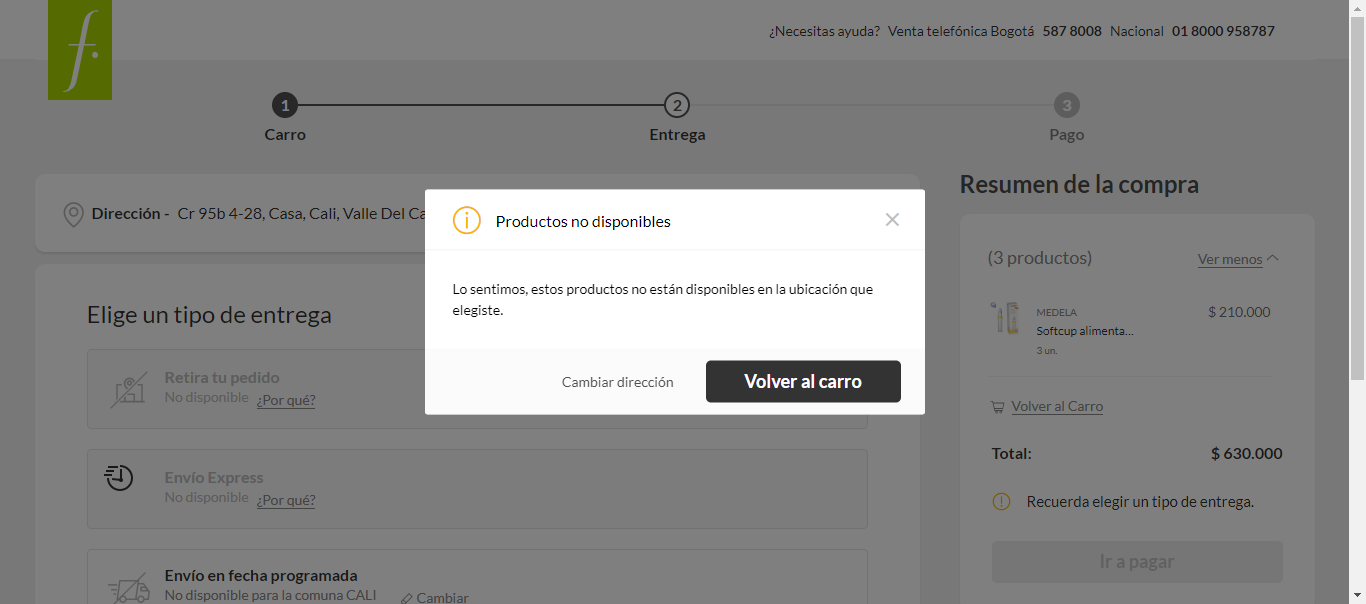 f.
¿Necesitas ayuda? Venta telefónica Bogotá 587 8008 Nacional 01 8000 958787
1
2
3
Carro
Entrega
Pago
Dirección - Cr 95b 4-28, Casa, Cali, Valle Del Ca
Elige un tipo de entrega
Retira tu pedido
No disponible ¿Por qué?
Envío Express
No disponible ¿Por qué?
Envío en fecha programada
No disponible para la comuna CALI Cambiar
Productos no disponibles
Lo sentimos, estos productos no están disponibles en la ubicación que
elegiste.
Cambiar dirección
Volver al carro
Resumen de la compra
(3 productos)
Ver menos
MEDELA
$ 210.000
Softcup alimenta...
3 un.
Volver al Carro
Total:
$ 630.000
Recuerda elegir un tipo de entrega.
Ir a pagar